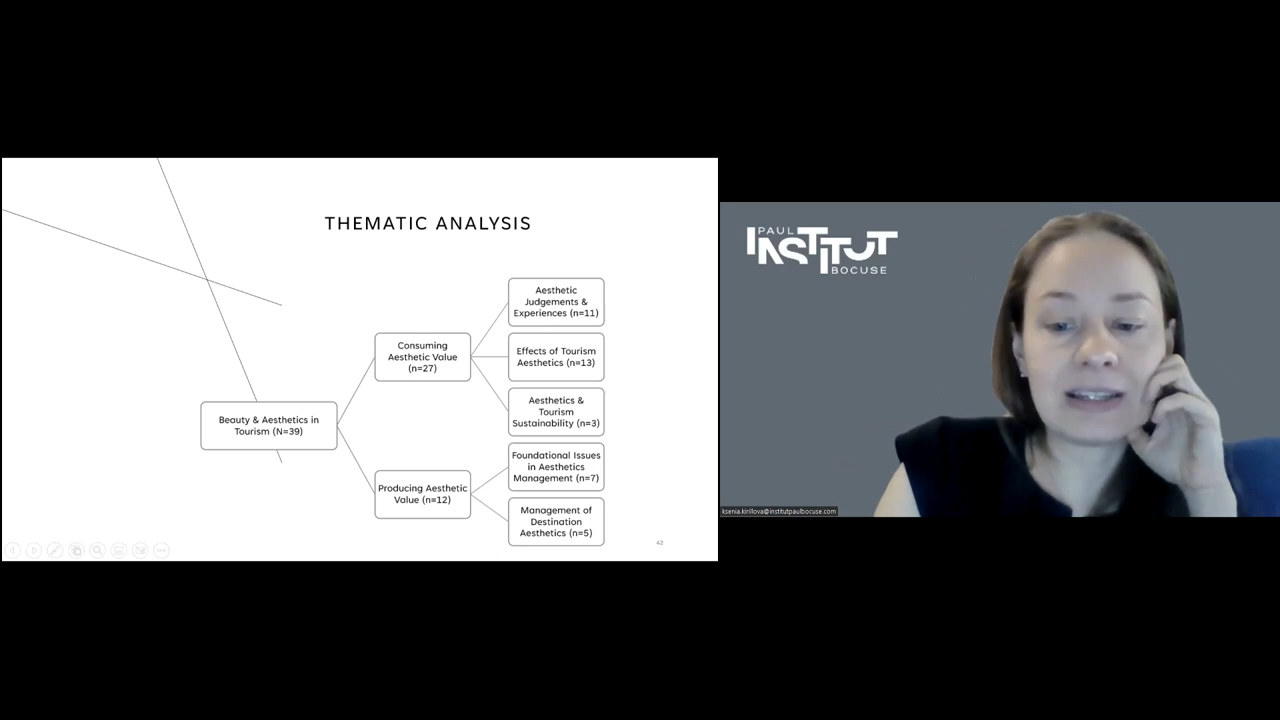 THEMATIC ANALYSIS
Aesthetic
Judgements &
Experiences (n=11)
Consuming
Aesthetic Value
(n=27)
Effects of Tourism
Aesthetics (n=13)
Aesthetics &
Tourism
Sustainability (n=3)
Beauty & Aesthetics in
Tourism (N=39)
Foundational Issues
in Aesthetics
Management (n=7)
Producing Aesthetic
Value (n=12)
Management of
Destination
Aesthetics (n=5)
42
PAUL
INSTITUT
BOCUSE
ksenia.kirillova@institutpaulbocuse.com